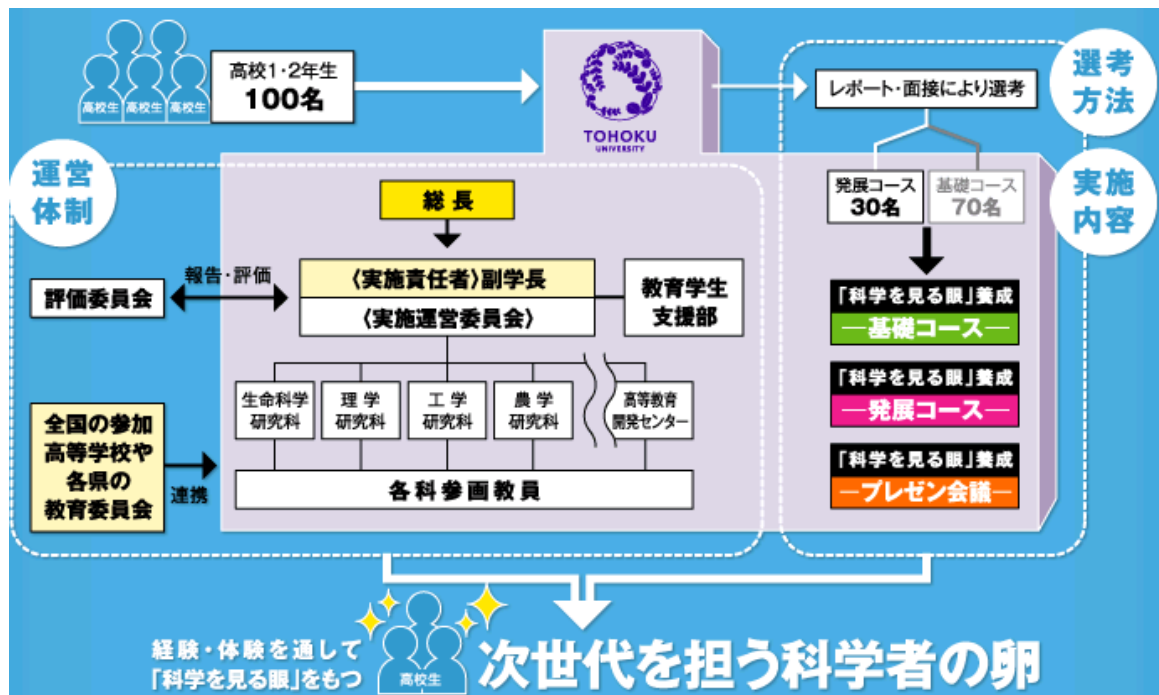 高校生
高校生
高校生
高校1・2年生
100名
TOHOKU
UNIVERSITY
レポート・面接により選考
選考
方法
発展コース
30名
基礎コース
70名
実施
内容
運営
体制
総長
報告・評価
評価委員会
〈実施責任者〉副学長
〈実施運営委員会〉
教育学生
支援部
生命科学
研究科
理学
研究科
工学
研究科
農学
研究科
高等教育
開発センター
全国の参加
高等学校や
各県の
教育委員会
連携
各科参画教員
「科学を見る眼」養成
―基礎コース―
「科学を見る眼」養成
―発展コース―
「科学を見る眼」養成
―プレゼン会議―
経験・体験を通して
「科学を見る眼」をもつ
高校生
次世代を担う科学者の卵